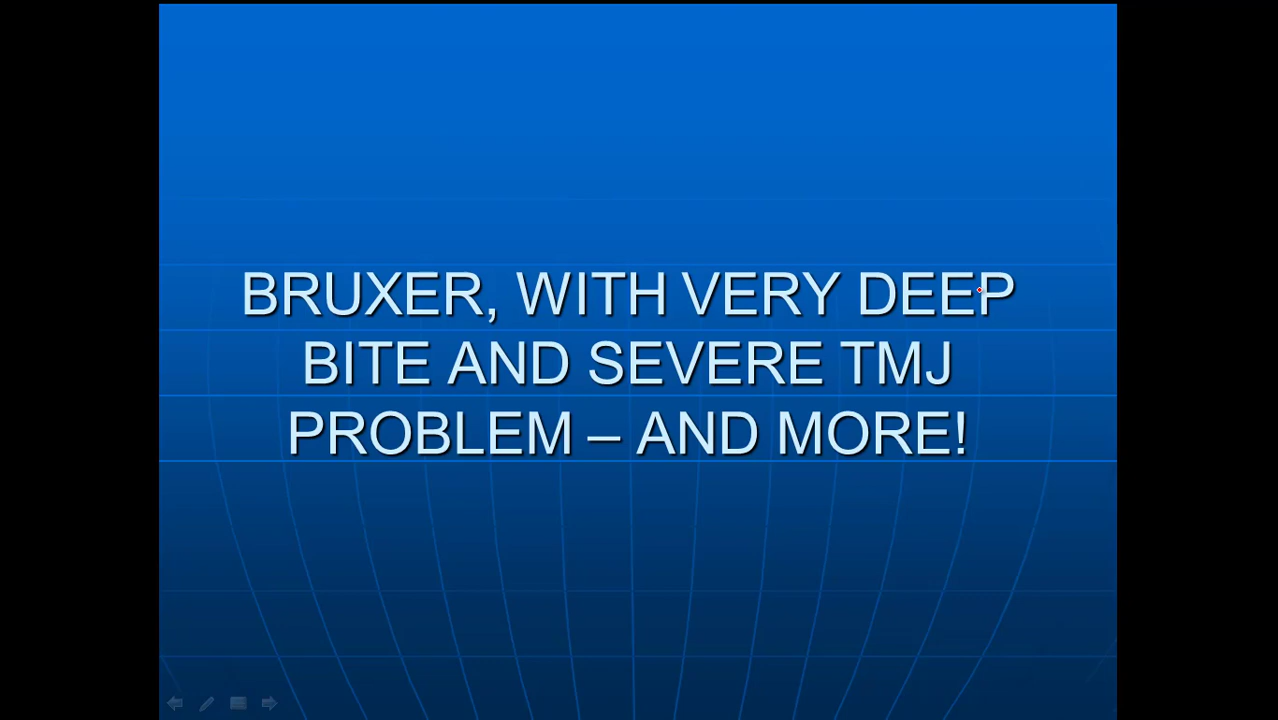 BRUXER, WITH VERY DEEP
BITE AND SEVERE TMJ
PROBLEM – AND MORE!